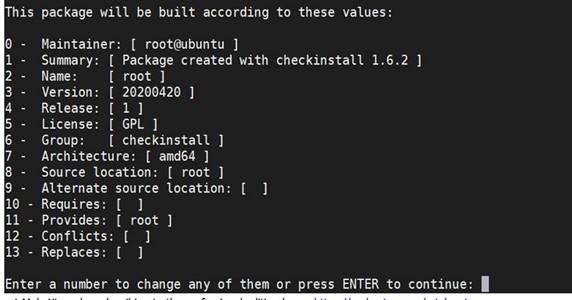 This package will be built according to these values:
0 - Maintainer: [ root@ubuntu ]
1 - Summary: [ Package created with checkinstall 1.6.2 ]
2 - Name: [ root ]
3 - Version: [ 20200420 ]
4 - Release: [ 1 ]
5 - License: [ GPL ]
6 - Group: [ checkinstall ]
7 - Architecture: [ amd64 ]
8 - Source location: [ root ]
9 - Alternate source location: [ ]
10 - Requires: [ ]
11 - Provides: [ root ]
12 - Conflicts: [ ]
13 - Replaces: [ ]
Enter a number to change any of them or press ENTER to continue: